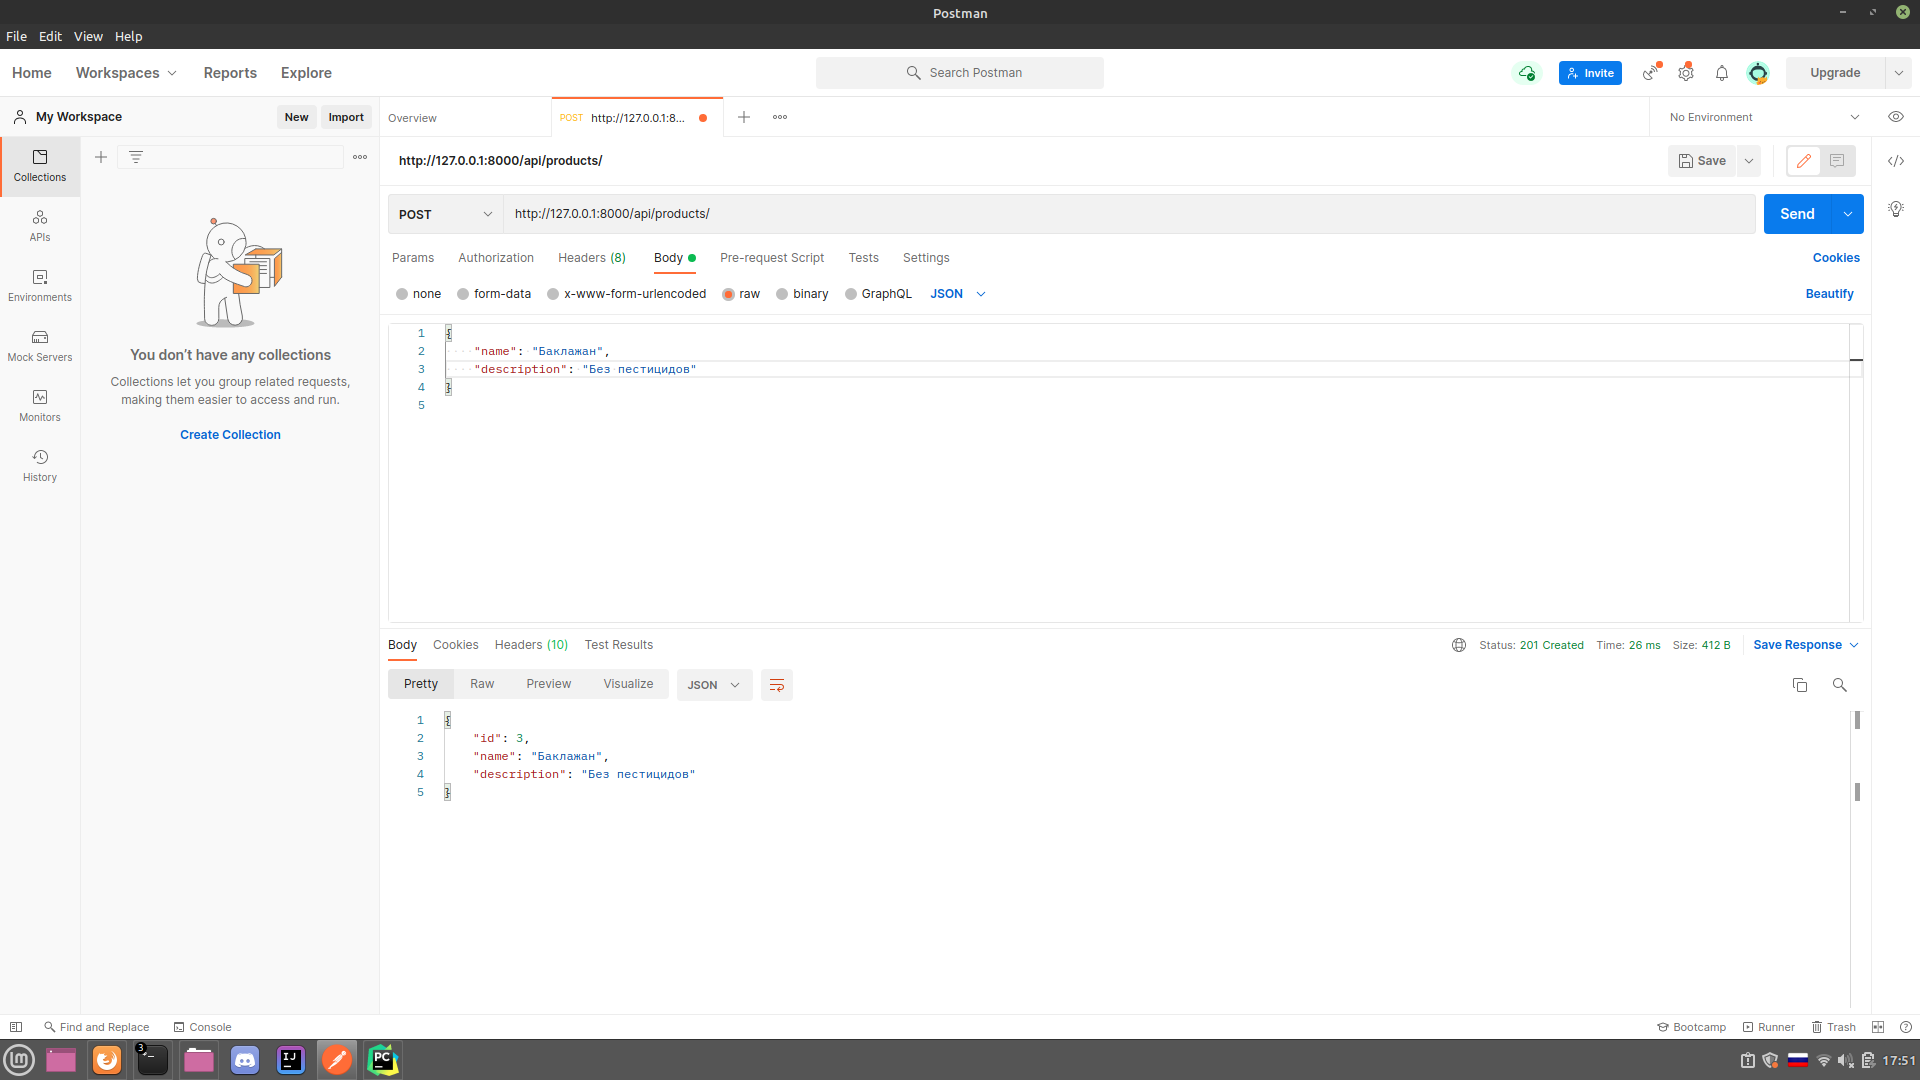 Postman
File Edit View Help
Home Workspaces Reports Explore Search Postman Invite Upgrade
My Workspace New Import Overview POST http://127.0.0.1:8... No Environment
Collections
APIs
Environments
Mock Servers
Monitors
History
You don't have any collections
Collections let you group related requests,
making them easier to access and run.
Create Collection
http://127.0.0.1:8000/api/products/ Save
POST http://127.0.0.1:8000/api/products/ Send
Params Authorization Headers (8) Body Pre-request Script Tests Settings Cookies
none form-data x-www-form-urlencoded raw binary GraphQL JSON Beautify
1 {
2 "name": "Баклажан",
3 "description": "Без пестицидов"
4 }
5
Body Cookies Headers (10) Test Results Status: 201 Created Time: 26 ms Size: 412 B Save Response
Pretty Raw Preview Visualize JSON
1 {
2 "id": 3,
3 "name": "Баклажан",
4 "description": "Без пестицидов"
5 }
Find and Replace Console Bootcamp Runner Trash
3 IJ PC 17:51